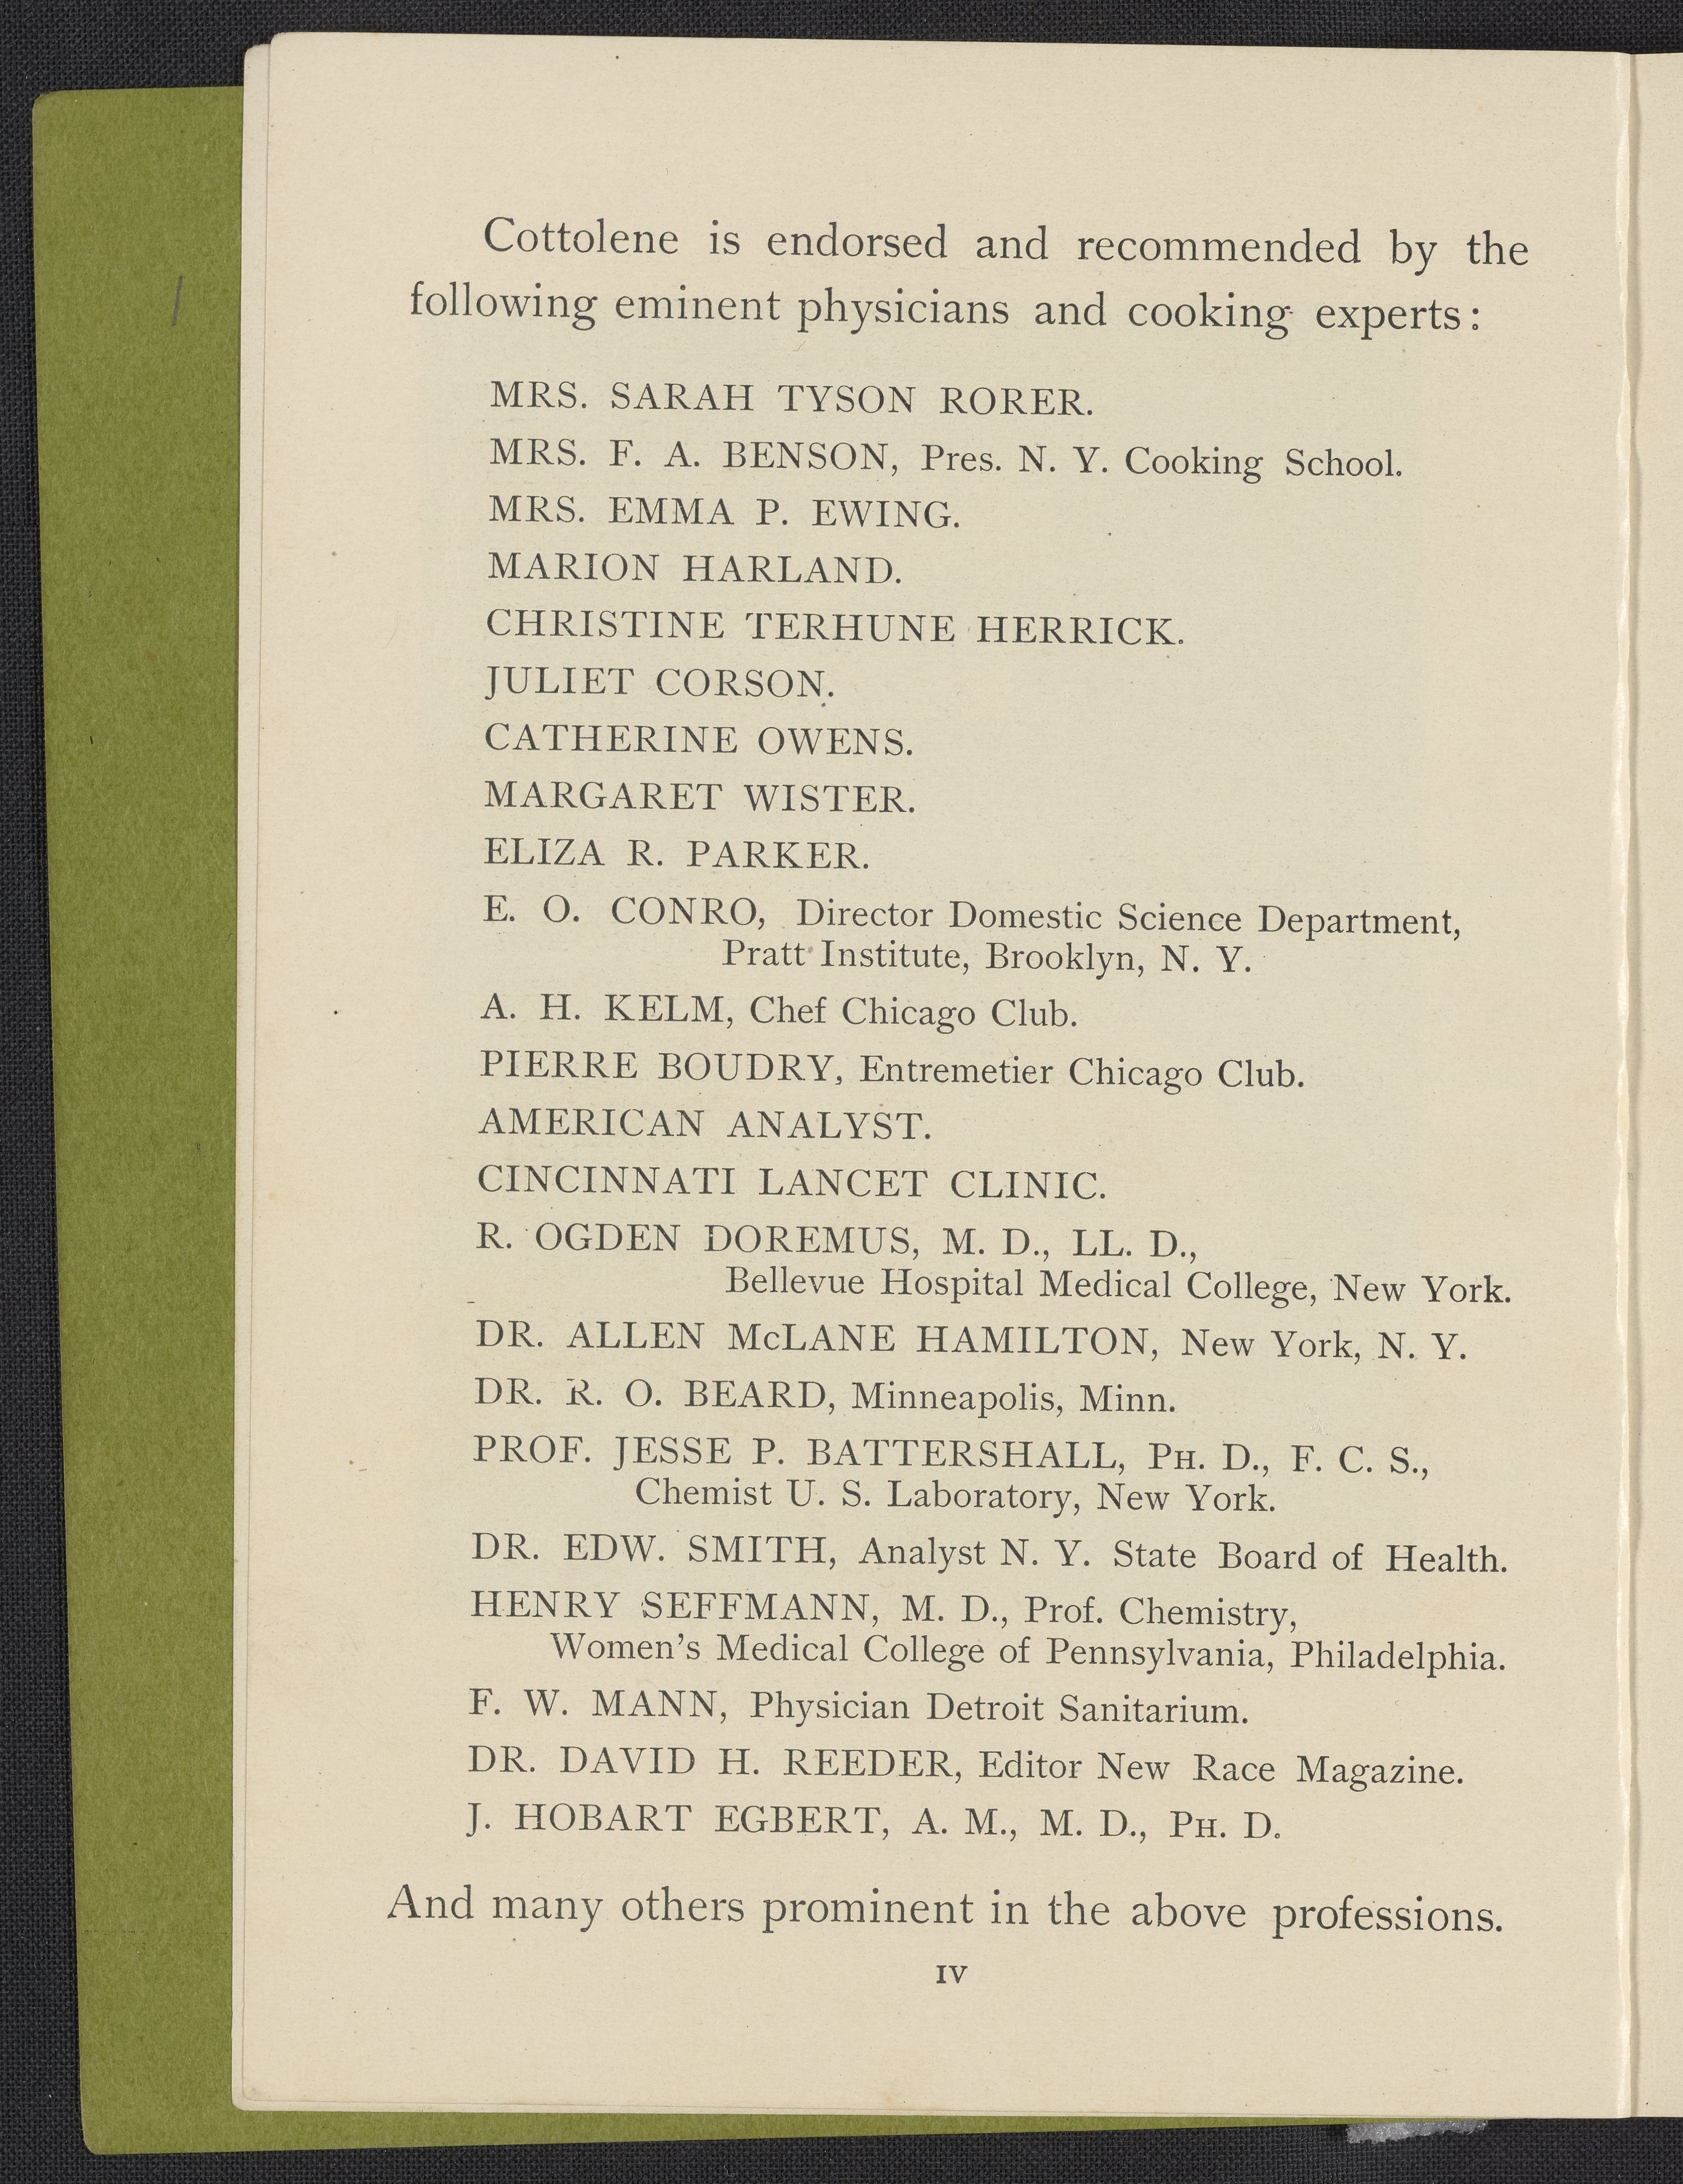 Cottolene is endorsed and recommended by the
following eminent physicians and cooking experts:
MRS. SARAH TYSON RORER.
MRS. F. A. BENSON, Pres. N. Y. Cooking School.
MRS. EMMA P. EWING.
MARION HARLAND.
CHRISTINE TERHUNE HERRICK.
JULIET CORSON.
CATHERINE OWENS.
MARGARET WISTER.
ELIZA R. PARKER.
E. O. CONRO, Director Domestic Science Department,
Pratt Institute, Brooklyn, N. Y.
A. H. KELM, Chef Chicago Club.
PIERRE BOUDRY, Entremetier Chicago Club.
AMERICAN ANALYST.
CINCINNATI LANCET CLINIC.
R. OGDEN DOREMUS, M. D., LL. D.,
Bellevue Hospital Medical College, New York.
DR. ALLEN McLANE HAMILTON, New York, N. Y.
DR. R. O. BEARD, Minneapolis, Minn.
PROF. JESSE P. BATTERSHALL, PH. D., F. C. S.,
Chemist U. S. Laboratory, New York.
DR. EDW. SMITH, Analyst N. Y. State Board of Health.
HENRY SEFFMANN, M. D., Prof. Chemistry,
Women's Medical College of Pennsylvania, Philadelphia.
F. W. MANN, Physician Detroit Sanitarium.
DR. DAVID H. REEDER, Editor New Race Magazine.
J. HOBART EGBERT, A. M., M. D., PH. D.
And many others prominent in the above professions.
IV